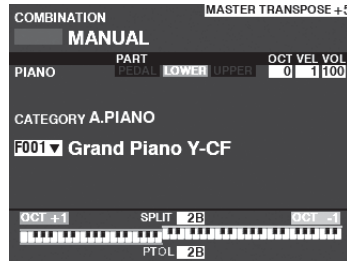 COMBINATION MASTER TRANSPOSE +5
MANUAL
PART OCT VEL VOL
PIANO PEDAL LOWER UPPER 0 1 100
CATEGORY A.PIANO
F001 ▼ Grand Piano Y-CF
OCT +1 SPLIT 2B OCT -1
PTOL 2B